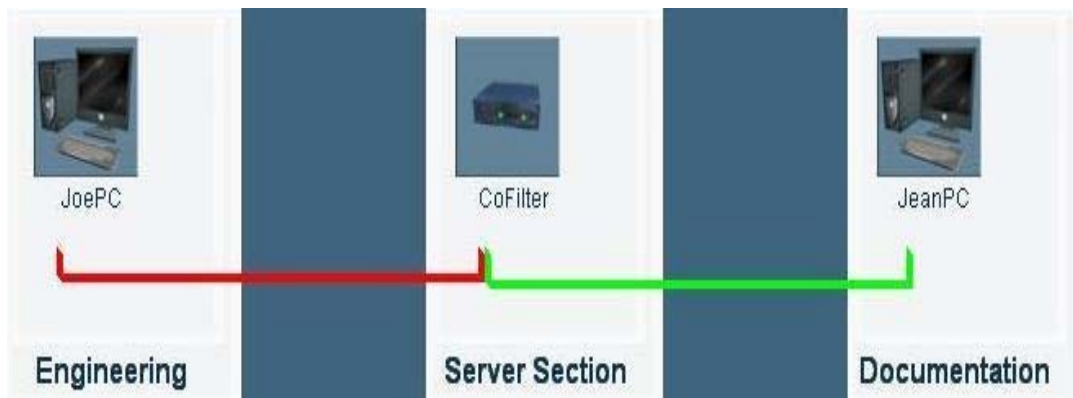 JoePC
CoFilter
JeanPC
Engineering
Server Section
Documentation